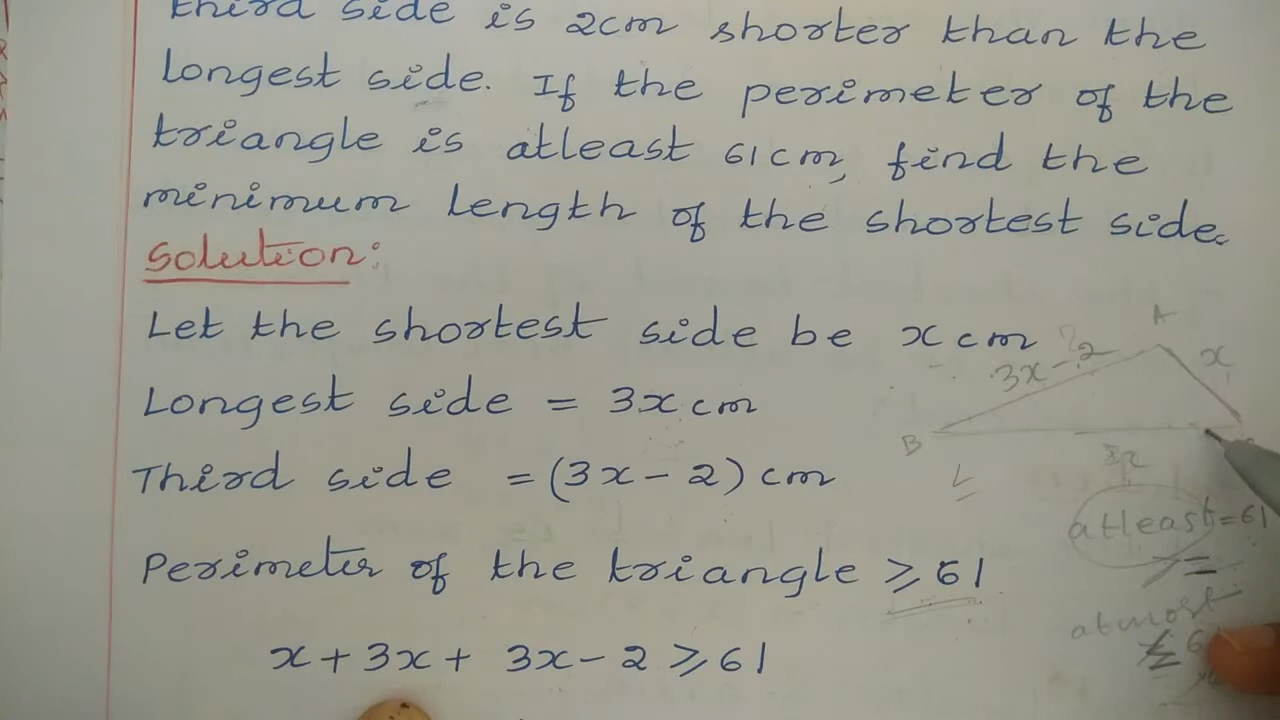 third side is 2cm shorter than the
longest side. If the perimeter of the
triangle is atleast 61cm, find the
minimum length of the shortest side.
Solution:
Let the shortest side be x cm
Longest side = 3x cm
Third side = (3x - 2) cm
Perimeter of the triangle ≥ 61
x + 3x + 3x - 2 ≥ 61
A
3x - 2
x
B
atleast = 61
≥
atmost
≤ 6